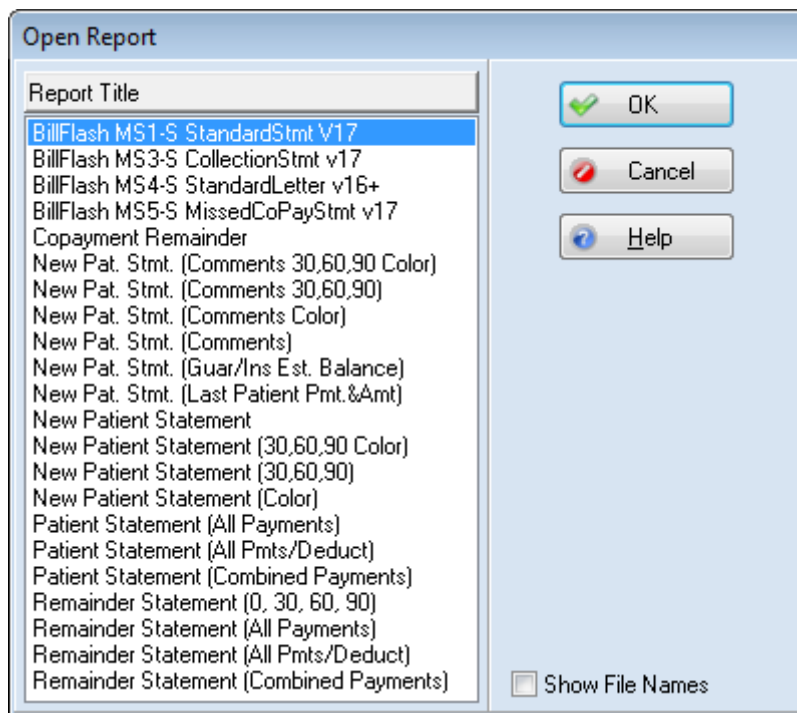 Open Report
Report Title
BillFlash MS1-S StandardStmt V17
BillFlash MS3-S CollectionStmt v17
BillFlash MS4-S StandardLetter v16+
BillFlash MS5-S MissedCoPayStmt v17
Copayment Remainder
New Pat. Stmt. (Comments 30,60,90 Color)
New Pat. Stmt. (Comments 30,60,90)
New Pat. Stmt. (Comments Color)
New Pat. Stmt. (Comments)
New Pat. Stmt. (Guar/Ins Est. Balance)
New Pat. Stmt. (Last Patient Pmt.&Amt)
New Patient Statement
New Patient Statement (30,60,90 Color)
New Patient Statement (30,60,90)
New Patient Statement (Color)
Patient Statement (All Payments)
Patient Statement (All Pmts/Deduct)
Patient Statement (Combined Payments)
Remainder Statement (0, 30, 60, 90)
Remainder Statement (All Payments)
Remainder Statement (All Pmts/Deduct)
Remainder Statement (Combined Payments)
OK
Cancel
Help
Show File Names